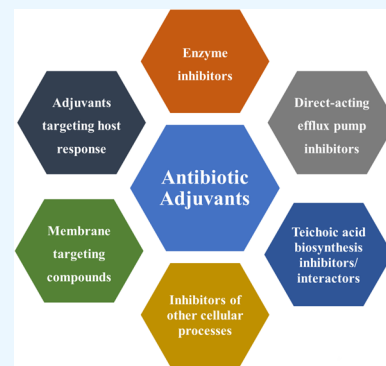 Enzyme
inhibitors
Adjuvants
targeting host
response
Direct-acting
efflux pump
inhibitors
Antibiotic
Adjuvants
Membrane
targeting
compounds
Teichoic acid
biosynthesis
inhibitors/
interactors
Inhibitors of
other cellular
processes